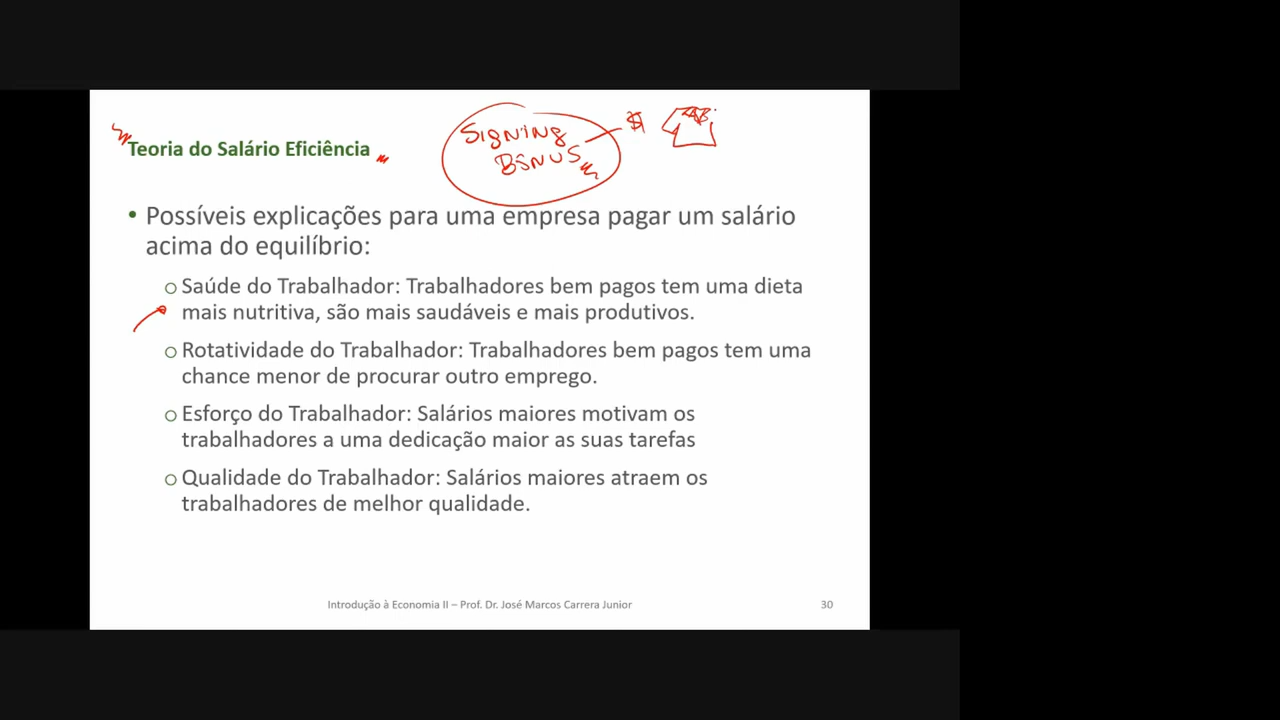 SIGNING $
BONUS
Teoria do Salário Eficiência
• Possíveis explicações para uma empresa pagar um salário
acima do equilíbrio:
o Saúde do Trabalhador: Trabalhadores bem pagos tem uma dieta
mais nutritiva, são mais saudáveis e mais produtivos.
o Rotatividade do Trabalhador: Trabalhadores bem pagos tem uma
chance menor de procurar outro emprego.
o Esforço do Trabalhador: Salários maiores motivam os
trabalhadores a uma dedicação maior as suas tarefas
o Qualidade do Trabalhador: Salários maiores atraem os
trabalhadores de melhor qualidade.
Introdução à Economia II – Prof. Dr. José Marcos Carrera Junior 30